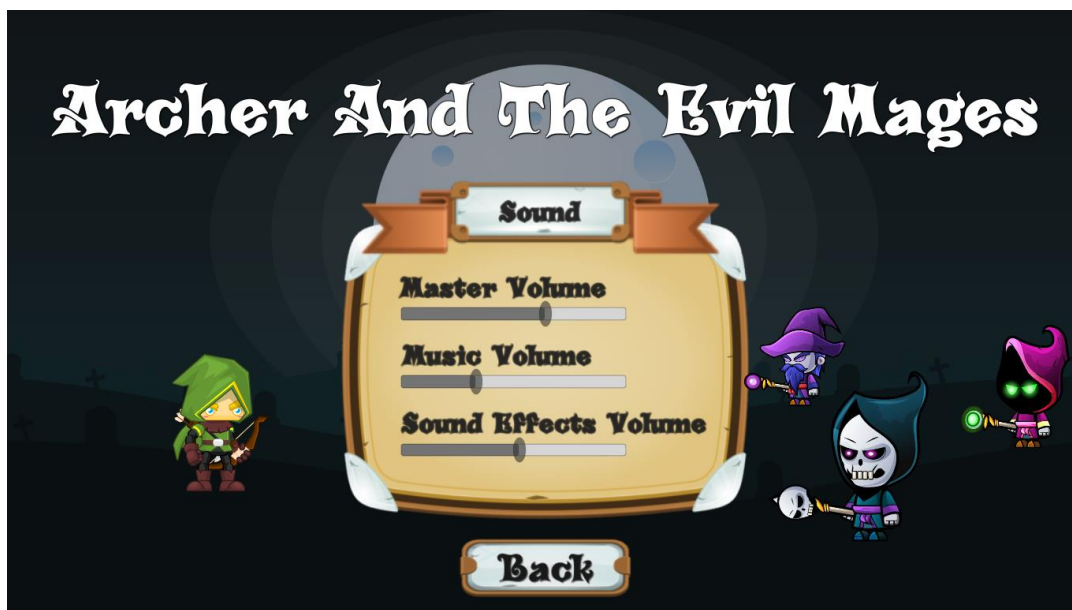 Archer And The Evil Mages
Sound
Master Volume
Music Volume
Sound Effects Volume
Back